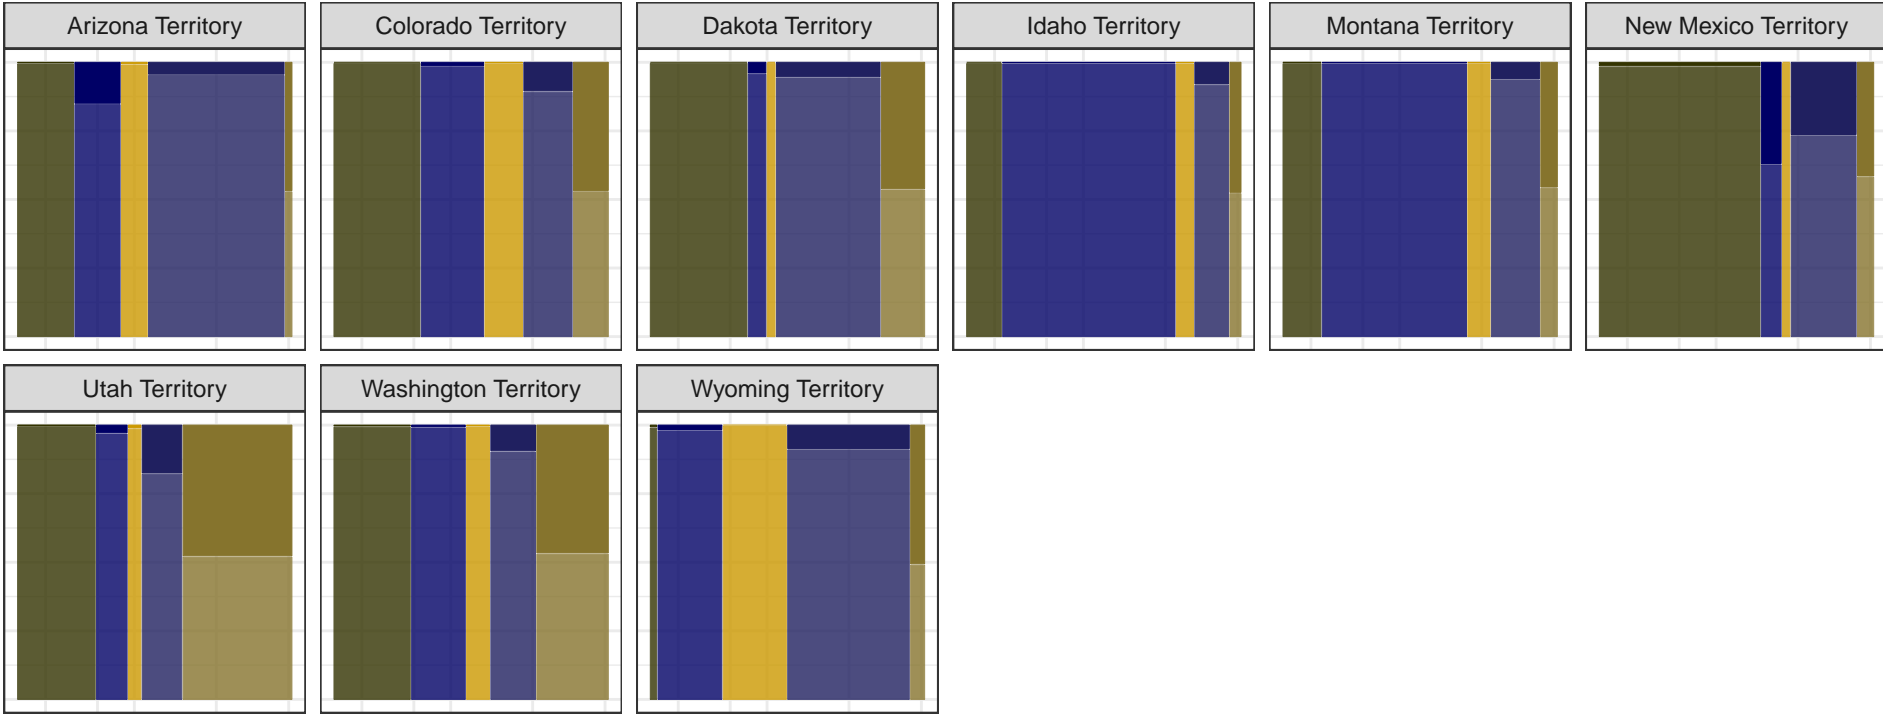 Arizona Territory
Colorado Territory
Dakota Territory
Idaho Territory
Montana Territory
New Mexico Territory
Utah Territory
Washington Territory
Wyoming Territory